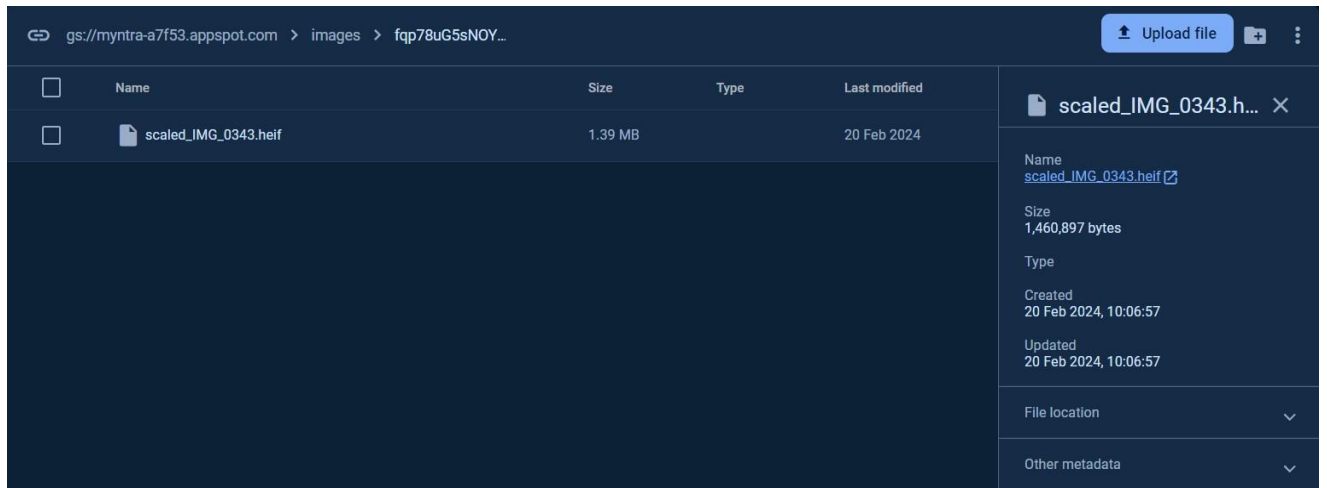 gs://myntra-a7f53.appspot.com > images > fqp78uG5sNOY…
Upload file
Name Size Type Last modified
scaled_IMG_0343.heif 1.39 MB 20 Feb 2024
scaled_IMG_0343.h…
Name
scaled_IMG_0343.heif
Size
1,460,897 bytes
Type
Created
20 Feb 2024, 10:06:57
Updated
20 Feb 2024, 10:06:57
File location
Other metadata